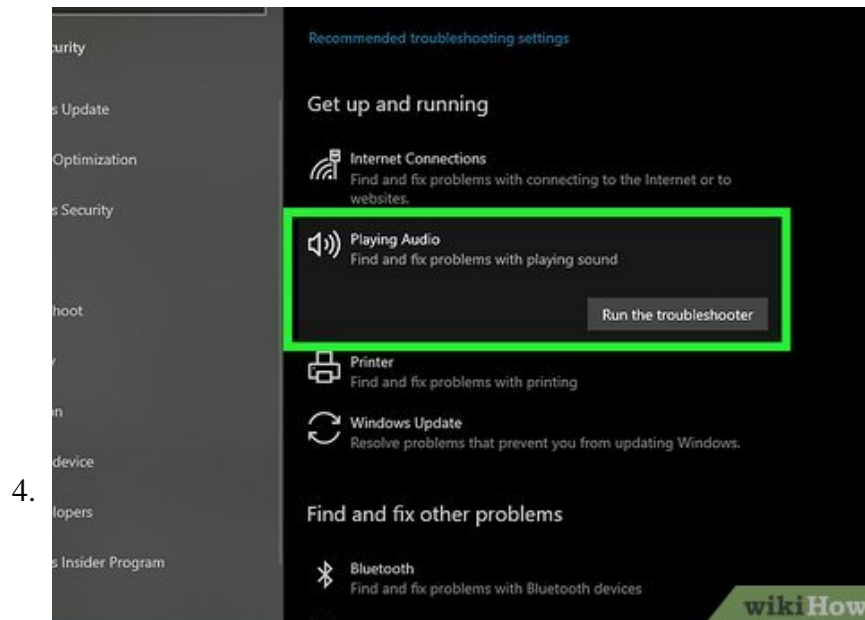 urity
Recommended troubleshooting settings
Get up and running
s Update
Internet Connections
Find and fix problems with connecting to the Internet or to
websites.
Optimization
s Security
Playing Audio
Find and fix problems with playing sound
hoot
Run the troubleshooter
Printer
Find and fix problems with printing
n
Windows Update
Resolve problems that prevent you from updating Windows.
device
4.
lopers
Find and fix other problems
s Insider Program
Bluetooth
Find and fix problems with Bluetooth devices
wikiHow